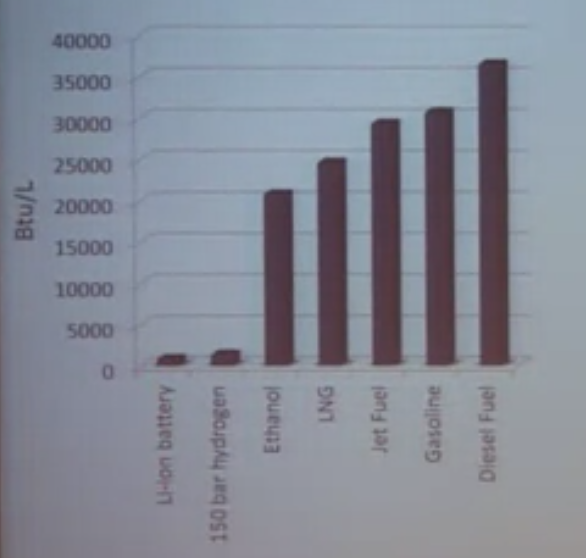 40000
35000
30000
25000
20000
15000
10000
5000
0
Btu/L
Li-ion battery
150 bar hydrogen
Ethanol
LNG
Jet Fuel
Gasoline
Diesel Fuel